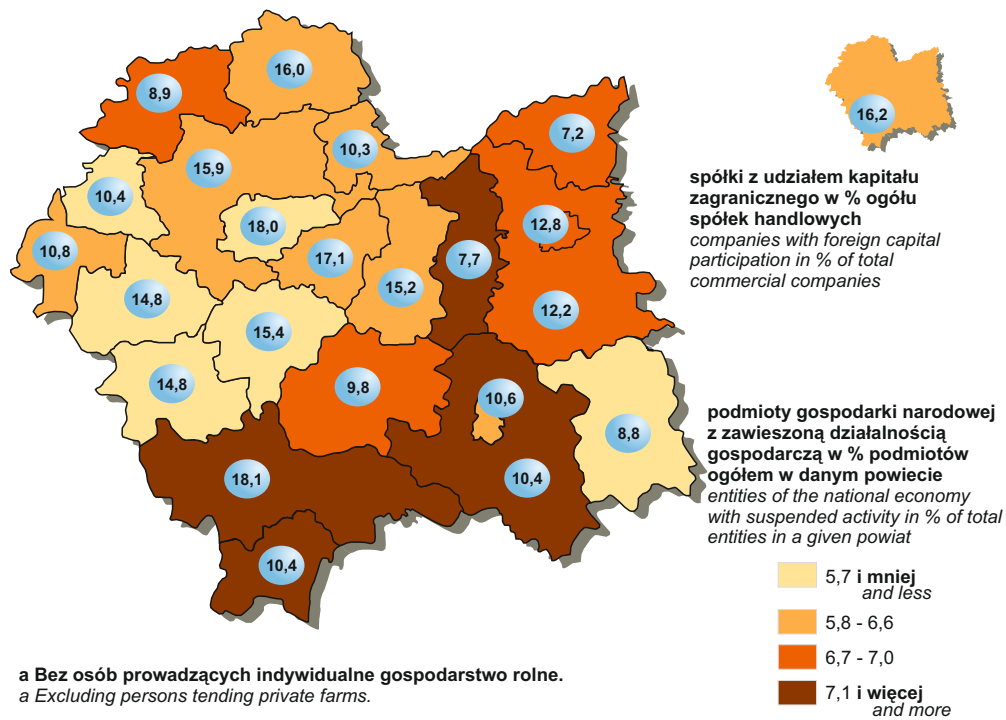 16,0
8,9
16,2
7,2
10,3
15,9
10,4
18,0
12,8
10,8
17,1
7,7
15,2
14,8
12,2
15,4
14,8
9,8
10,6
8,8
18,1
10,4
10,4
spółki z udziałem kapitału
zagranicznego w % ogółu
spółek handlowych
companies with foreign capital
participation in % of total
commercial companies
podmioty gospodarki narodowej
z zawieszoną działalnością
gospodarczą w % podmiotów
ogółem w danym powiecie
entities of the national economy
with suspended activity in % of total
entities in a given powiat
5,7 i mniej
and less
5,8 - 6,6
6,7 - 7,0
7,1 i więcej
and more
a Bez osób prowadzących indywidualne gospodarstwo rolne.
a Excluding persons tending private farms.